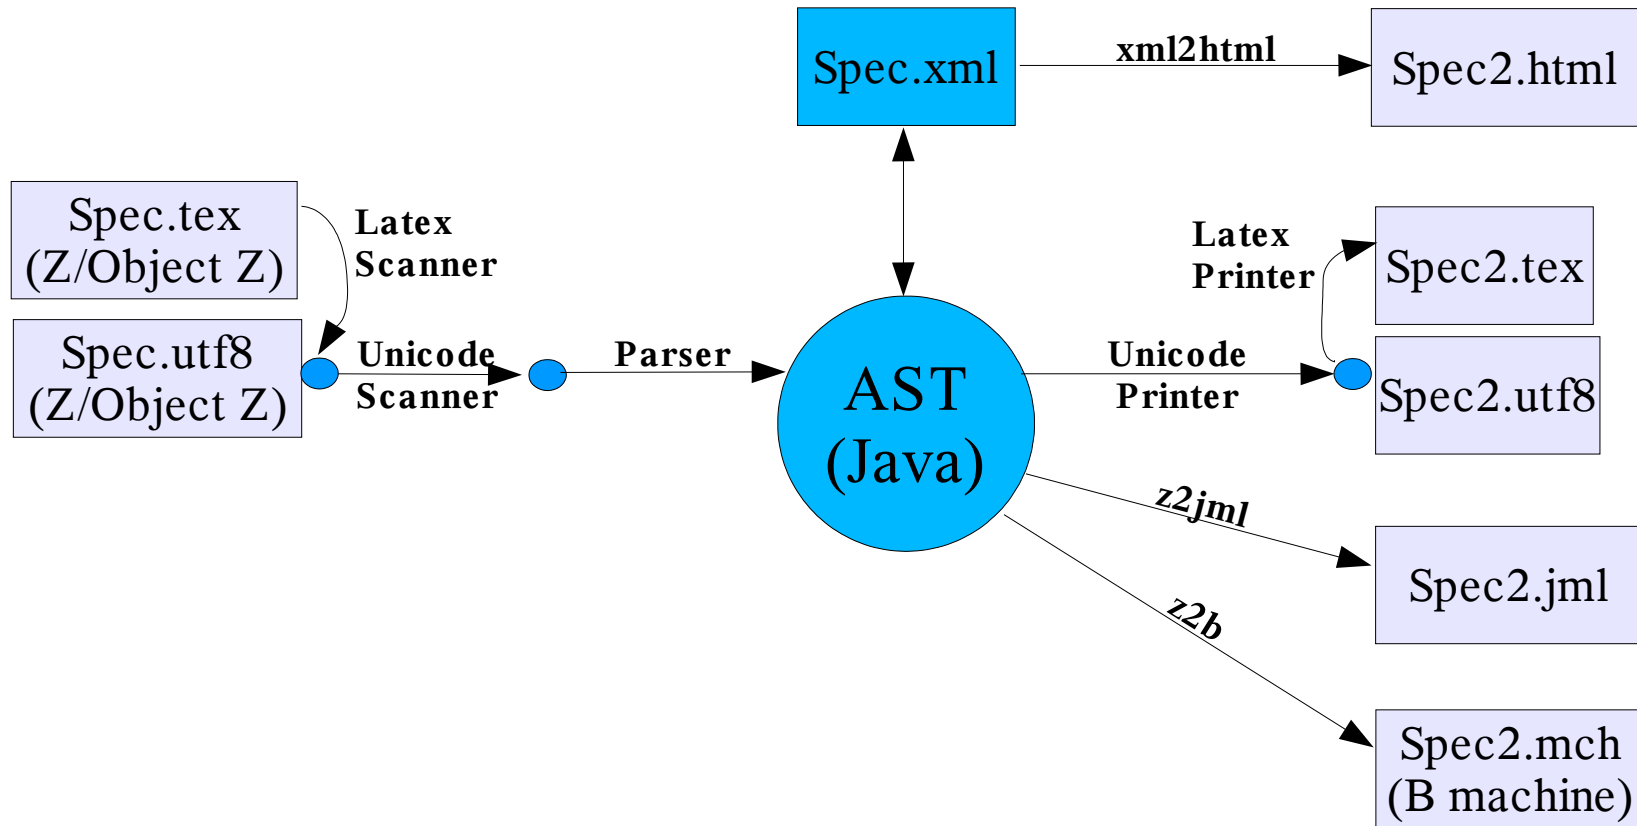 Spec.xml
xml2html
Spec2.html
Spec.tex
(Z/Object Z)
Latex
Scanner
Latex
Printer
Spec2.tex
Spec.utf8
(Z/Object Z)
Unicode
Scanner
Parser
AST
(Java)
Unicode
Printer
Spec2.utf8
z2jml
Spec2.jml
z2b
Spec2.mch
(B machine)